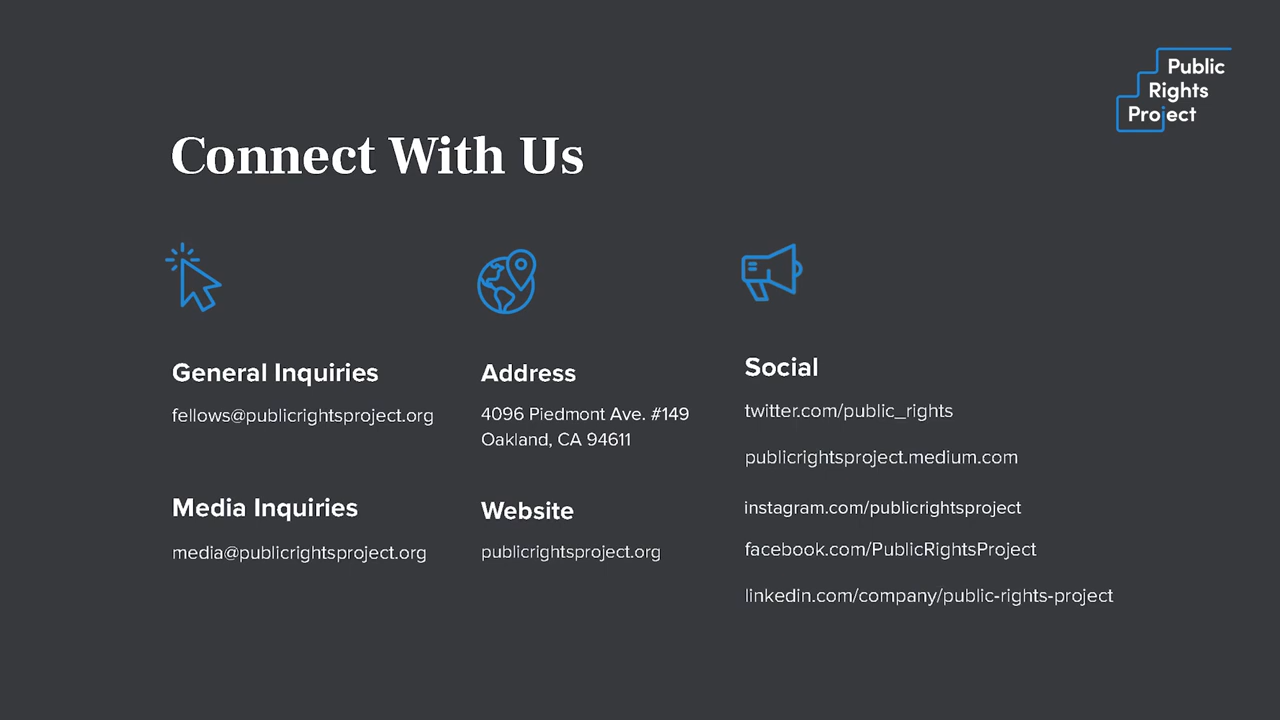 Public
Rights
Project
Connect With Us
General Inquiries
fellows@publicrightsproject.org
Media Inquiries
media@publicrightsproject.org
Address
4096 Piedmont Ave. #149
Oakland, CA 94611
Website
publicrightsproject.org
Social
twitter.com/public_rights
publicrightsproject.medium.com
instagram.com/publicrightsproject
facebook.com/PublicRightsProject
linkedin.com/company/public-rights-project